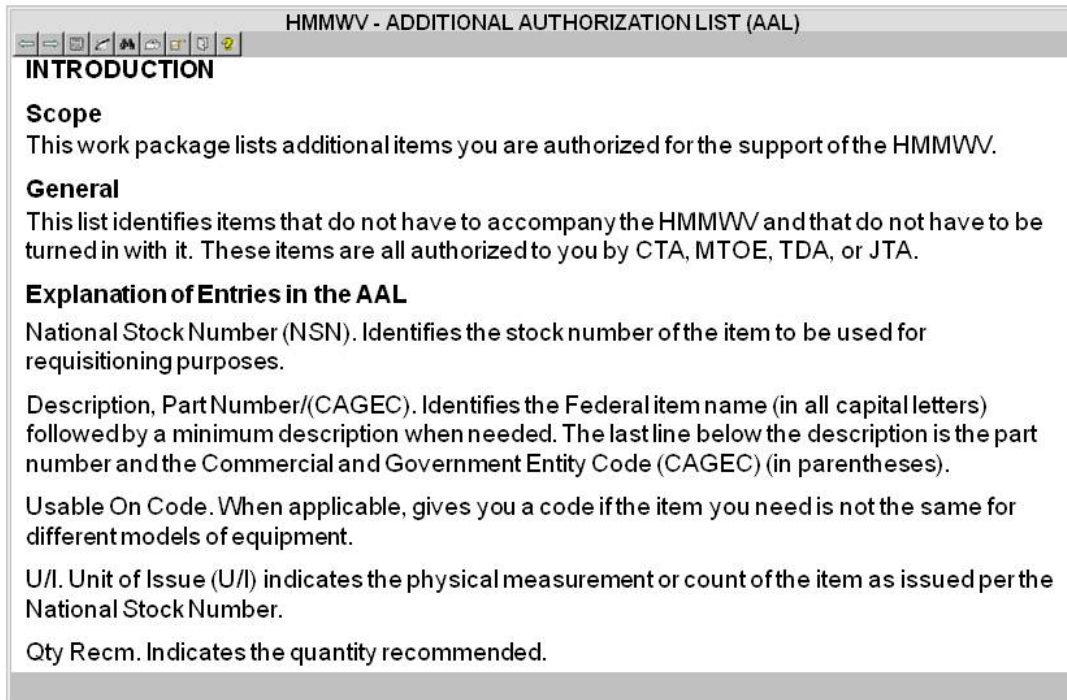 HMMWV - ADDITIONAL AUTHORIZATION LIST (AAL)
INTRODUCTION
Scope
This work package lists additional items you are authorized for the support of the HMMWV.
General
This list identifies items that do not have to accompany the HMMWV and that do not have to be
turned in with it. These items are all authorized to you by CTA, MTOE, TDA, or JTA.
Explanation of Entries in the AAL
National Stock Number (NSN). Identifies the stock number of the item to be used for
requisitioning purposes.
Description, Part Number/(CAGEC). Identifies the Federal item name (in all capital letters)
followed by a minimum description when needed. The last line below the description is the part
number and the Commercial and Government Entity Code (CAGEC) (in parentheses).
Usable On Code. When applicable, gives you a code if the item you need is not the same for
different models of equipment.
U/I. Unit of Issue (U/I) indicates the physical measurement or count of the item as issued per the
National Stock Number.
Qty Recm. Indicates the quantity recommended.